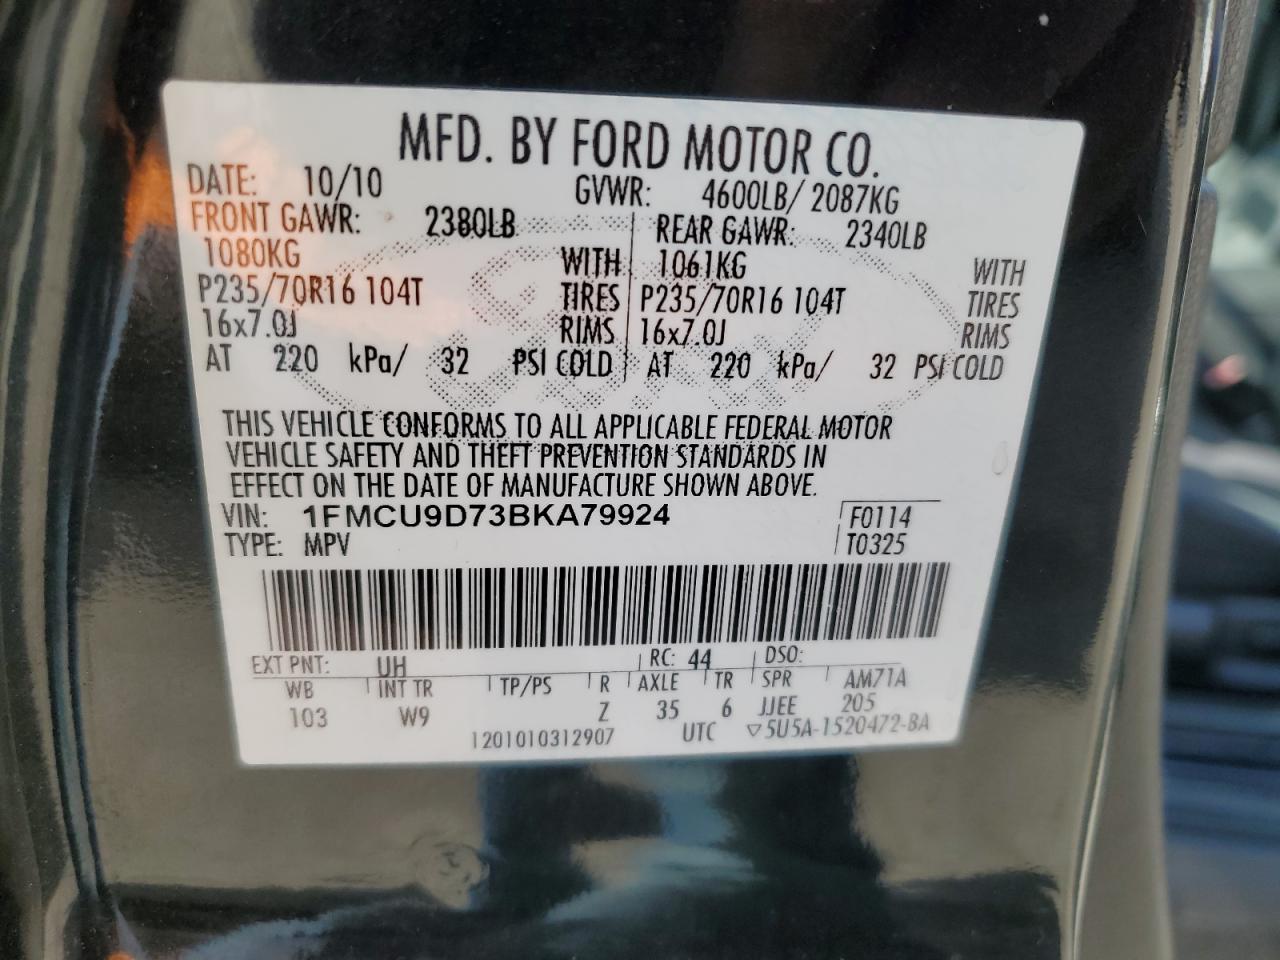 MFD. BY FORD MOTOR CO.
DATE: 10/10 GVWR: 4600LB/ 2087KG
FRONT GAWR: 2380LB REAR GAWR: 2340LB
1080KG WITH 1061KG WITH
P235/70R16 104T TIRES P235/70R16 104T TIRES
16x7.0J RIMS 16x7.0J RIMS
AT 220 kPa/ 32 PSI COLD AT 220 kPa/ 32 PSI COLD
THIS VEHICLE CONFORMS TO ALL APPLICABLE FEDERAL MOTOR
VEHICLE SAFETY AND THEFT PREVENTION STANDARDS IN
EFFECT ON THE DATE OF MANUFACTURE SHOWN ABOVE.
VIN: 1FMCU9D73BKA79924 F0114
TYPE: MPV T0325
EXT PNT: UH RC: 44 DSO:
WB INT TR TP/PS R AXLE TR SPR AM71A
103 W9 Z 35 6 JJEE 205
1201010312907 UTC ▽5U5A-1520472-BA